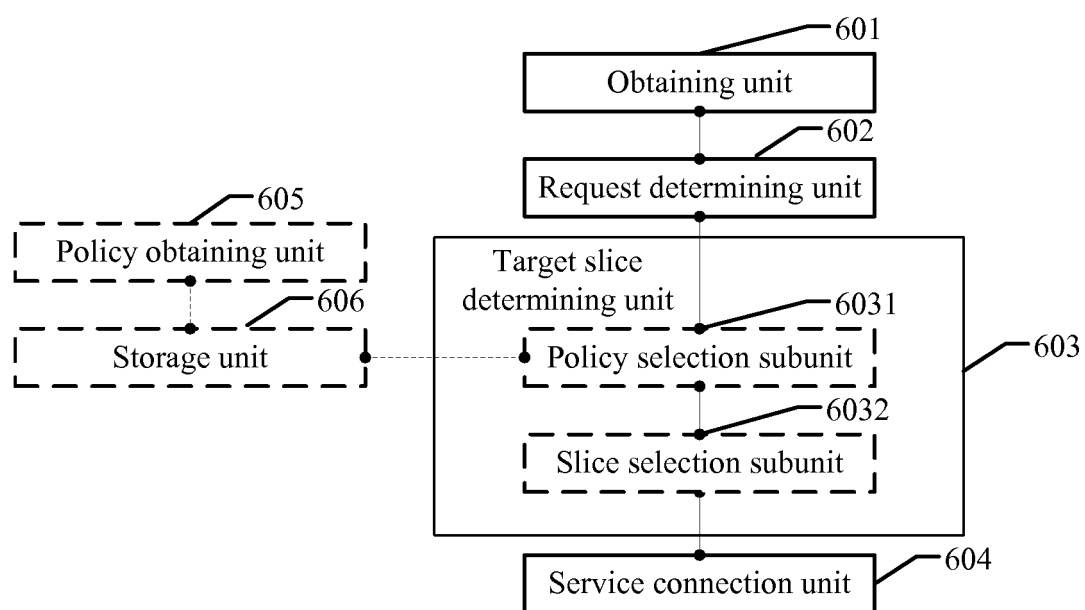 601
Obtaining unit
602
Request determining unit
605
Policy obtaining unit
606
Storage unit
Target slice
determining unit
6031
Policy selection subunit
603
6032
Slice selection subunit
604
Service connection unit